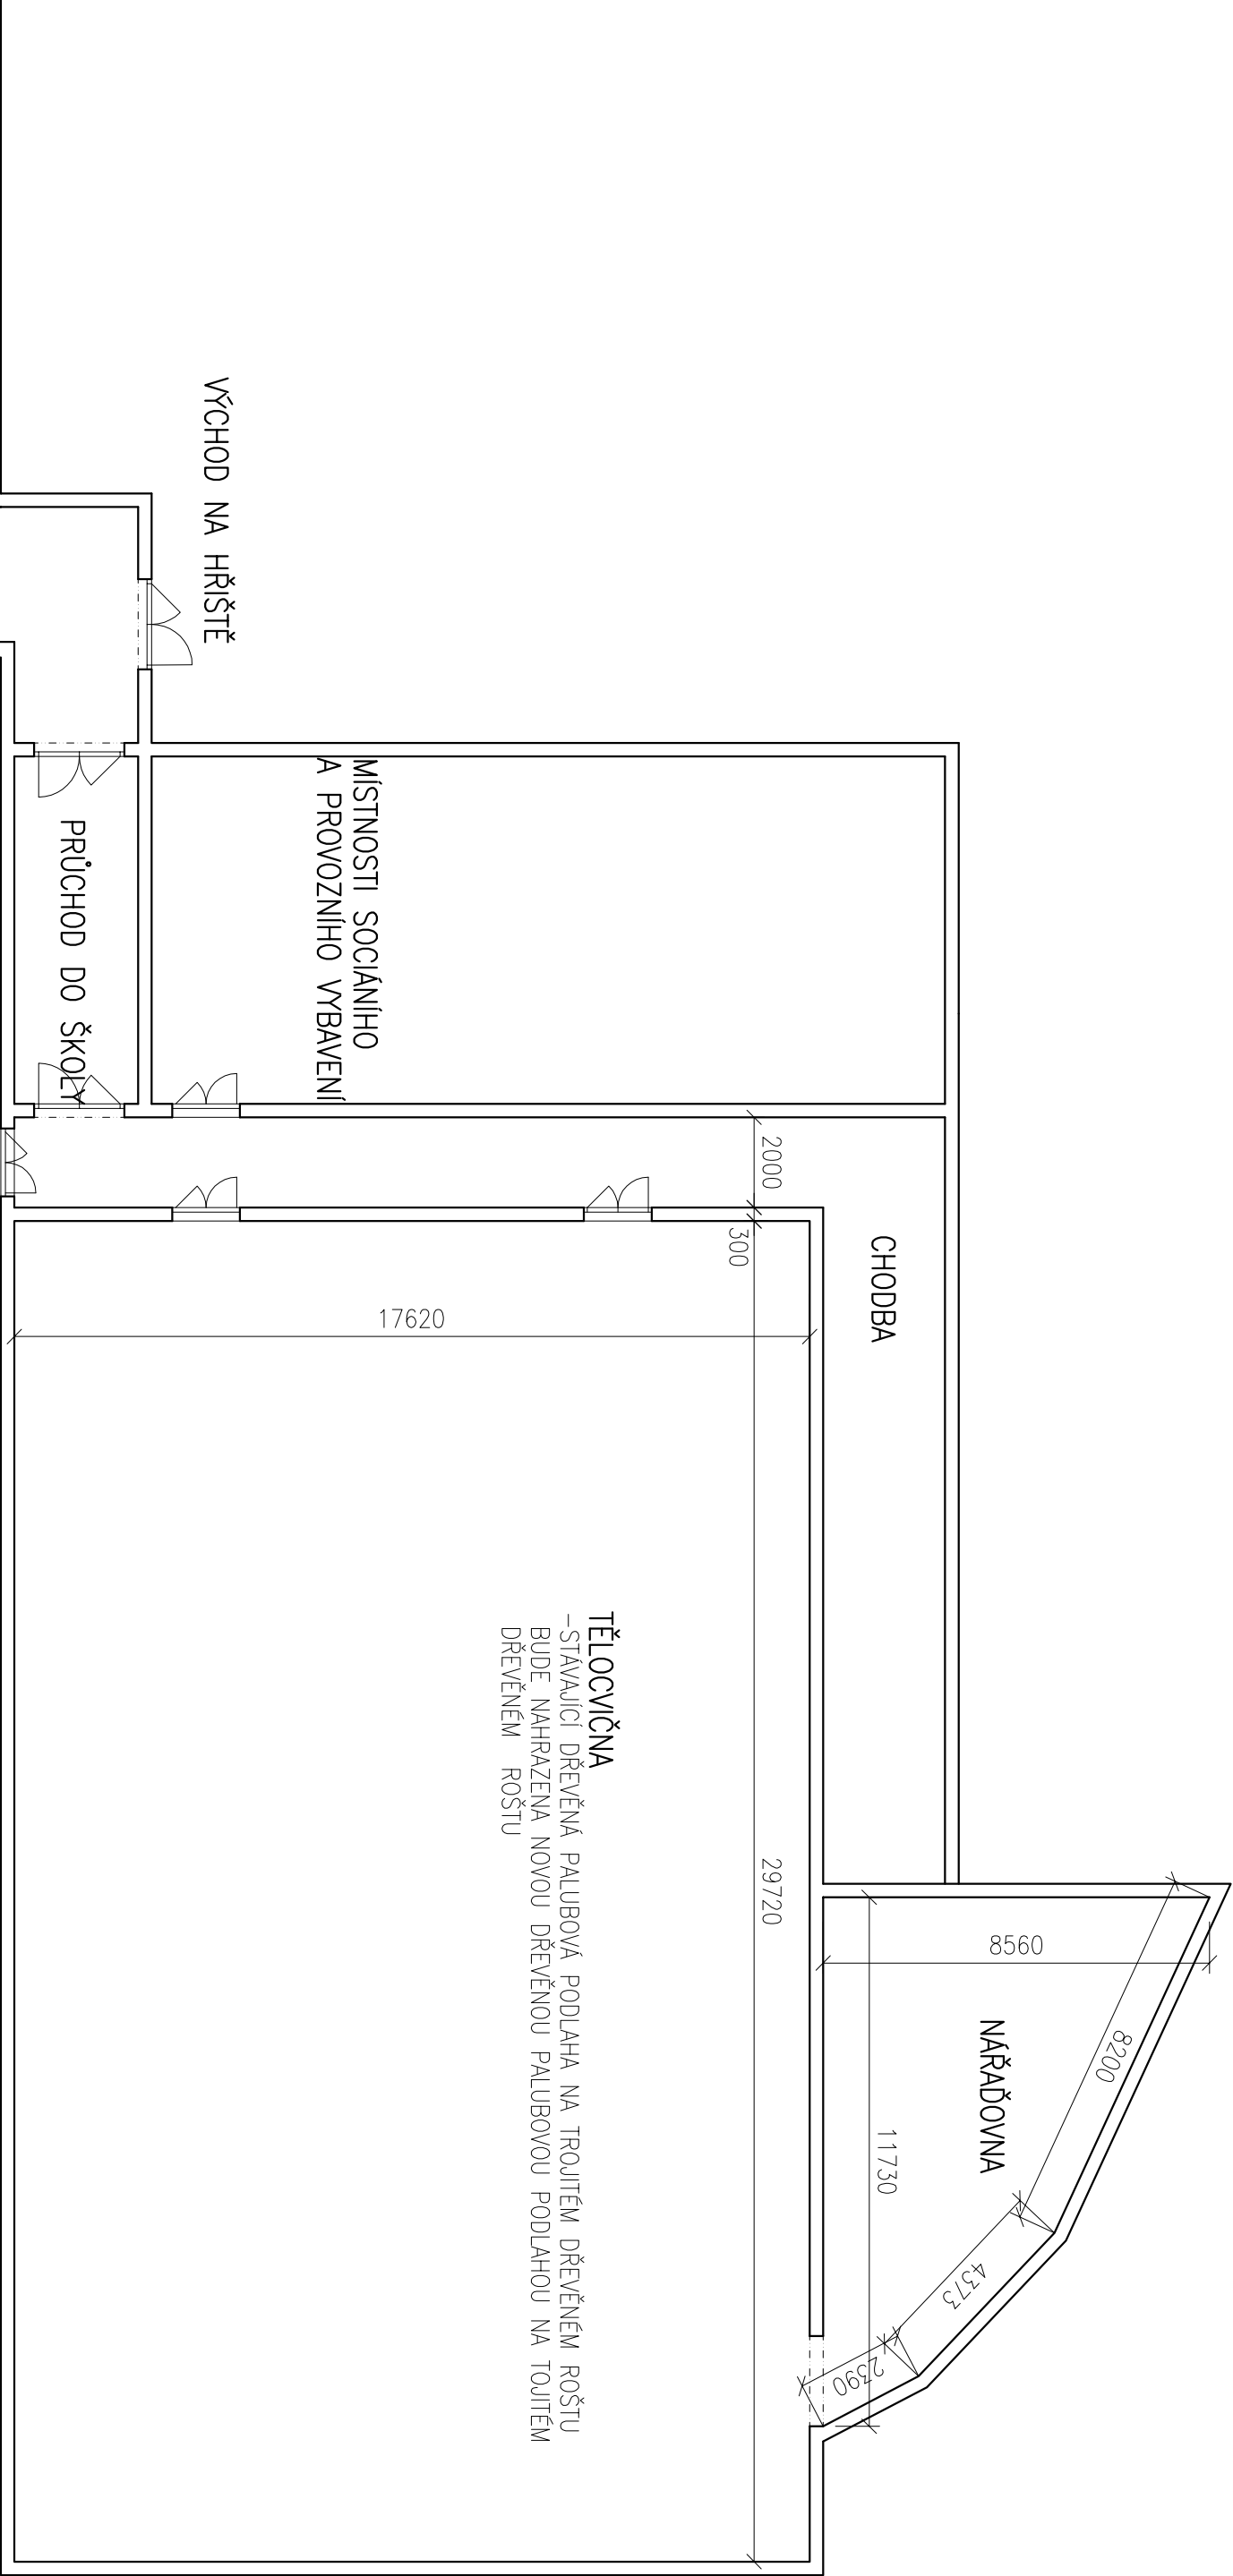 VÝCHOD NA HŘIŠTĚ
MÍSTNOSTI SOCIÁNÍHO
A PROVOZNÍHO VYBAVENÍ
PRŮCHOD DO ŠKOLY
2000
300
CHODBA
17620
29720
TĚLOCVIČNA
-STÁVAJÍCÍ DŘEVĚNÁ PALUBOVÁ PODLAHA NA TROJITÉM DŘEVĚNÉM ROŠTU
BUDE NAHRAZENA NOVOU DŘEVĚNOU PALUBOVOU PODLAHOU NA TOJITÉM
DŘEVĚNÉM ROŠTU
8560
NÁŘAĎOVNA
8200
11730
4373
2390